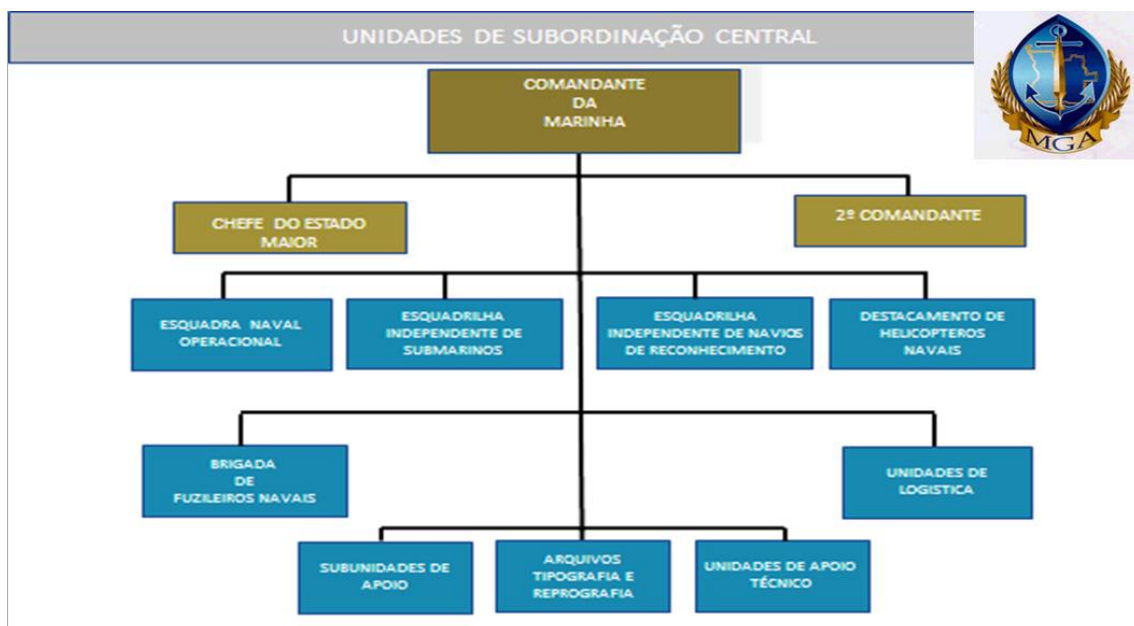 UNIDADES DE SUBORDINAÇÃO CENTRAL
MGA
COMANDANTE
DA
MARINHA
CHEFE DO ESTADO
MAIOR
2º COMANDANTE
ESQUADRA NAVAL
OPERACIONAL
ESQUADRILHA
INDEPENDENTE DE
SUBMARINOS
ESQUADRILHA
INDEPENDENTE DE NAVIOS
DE RECONHECIMENTO
DESTACAMENTO DE
HELICOPTEROS
NAVAIS
BRIGADA
DE
FUZILEIROS NAVAIS
UNIDADES DE
LOGISTICA
SUBUNIDADES DE
APOIO
ARQUIVOS
TIPOGRAFIA E
REPROGRAFIA
UNIDADES DE APOIO
TÉCNICO